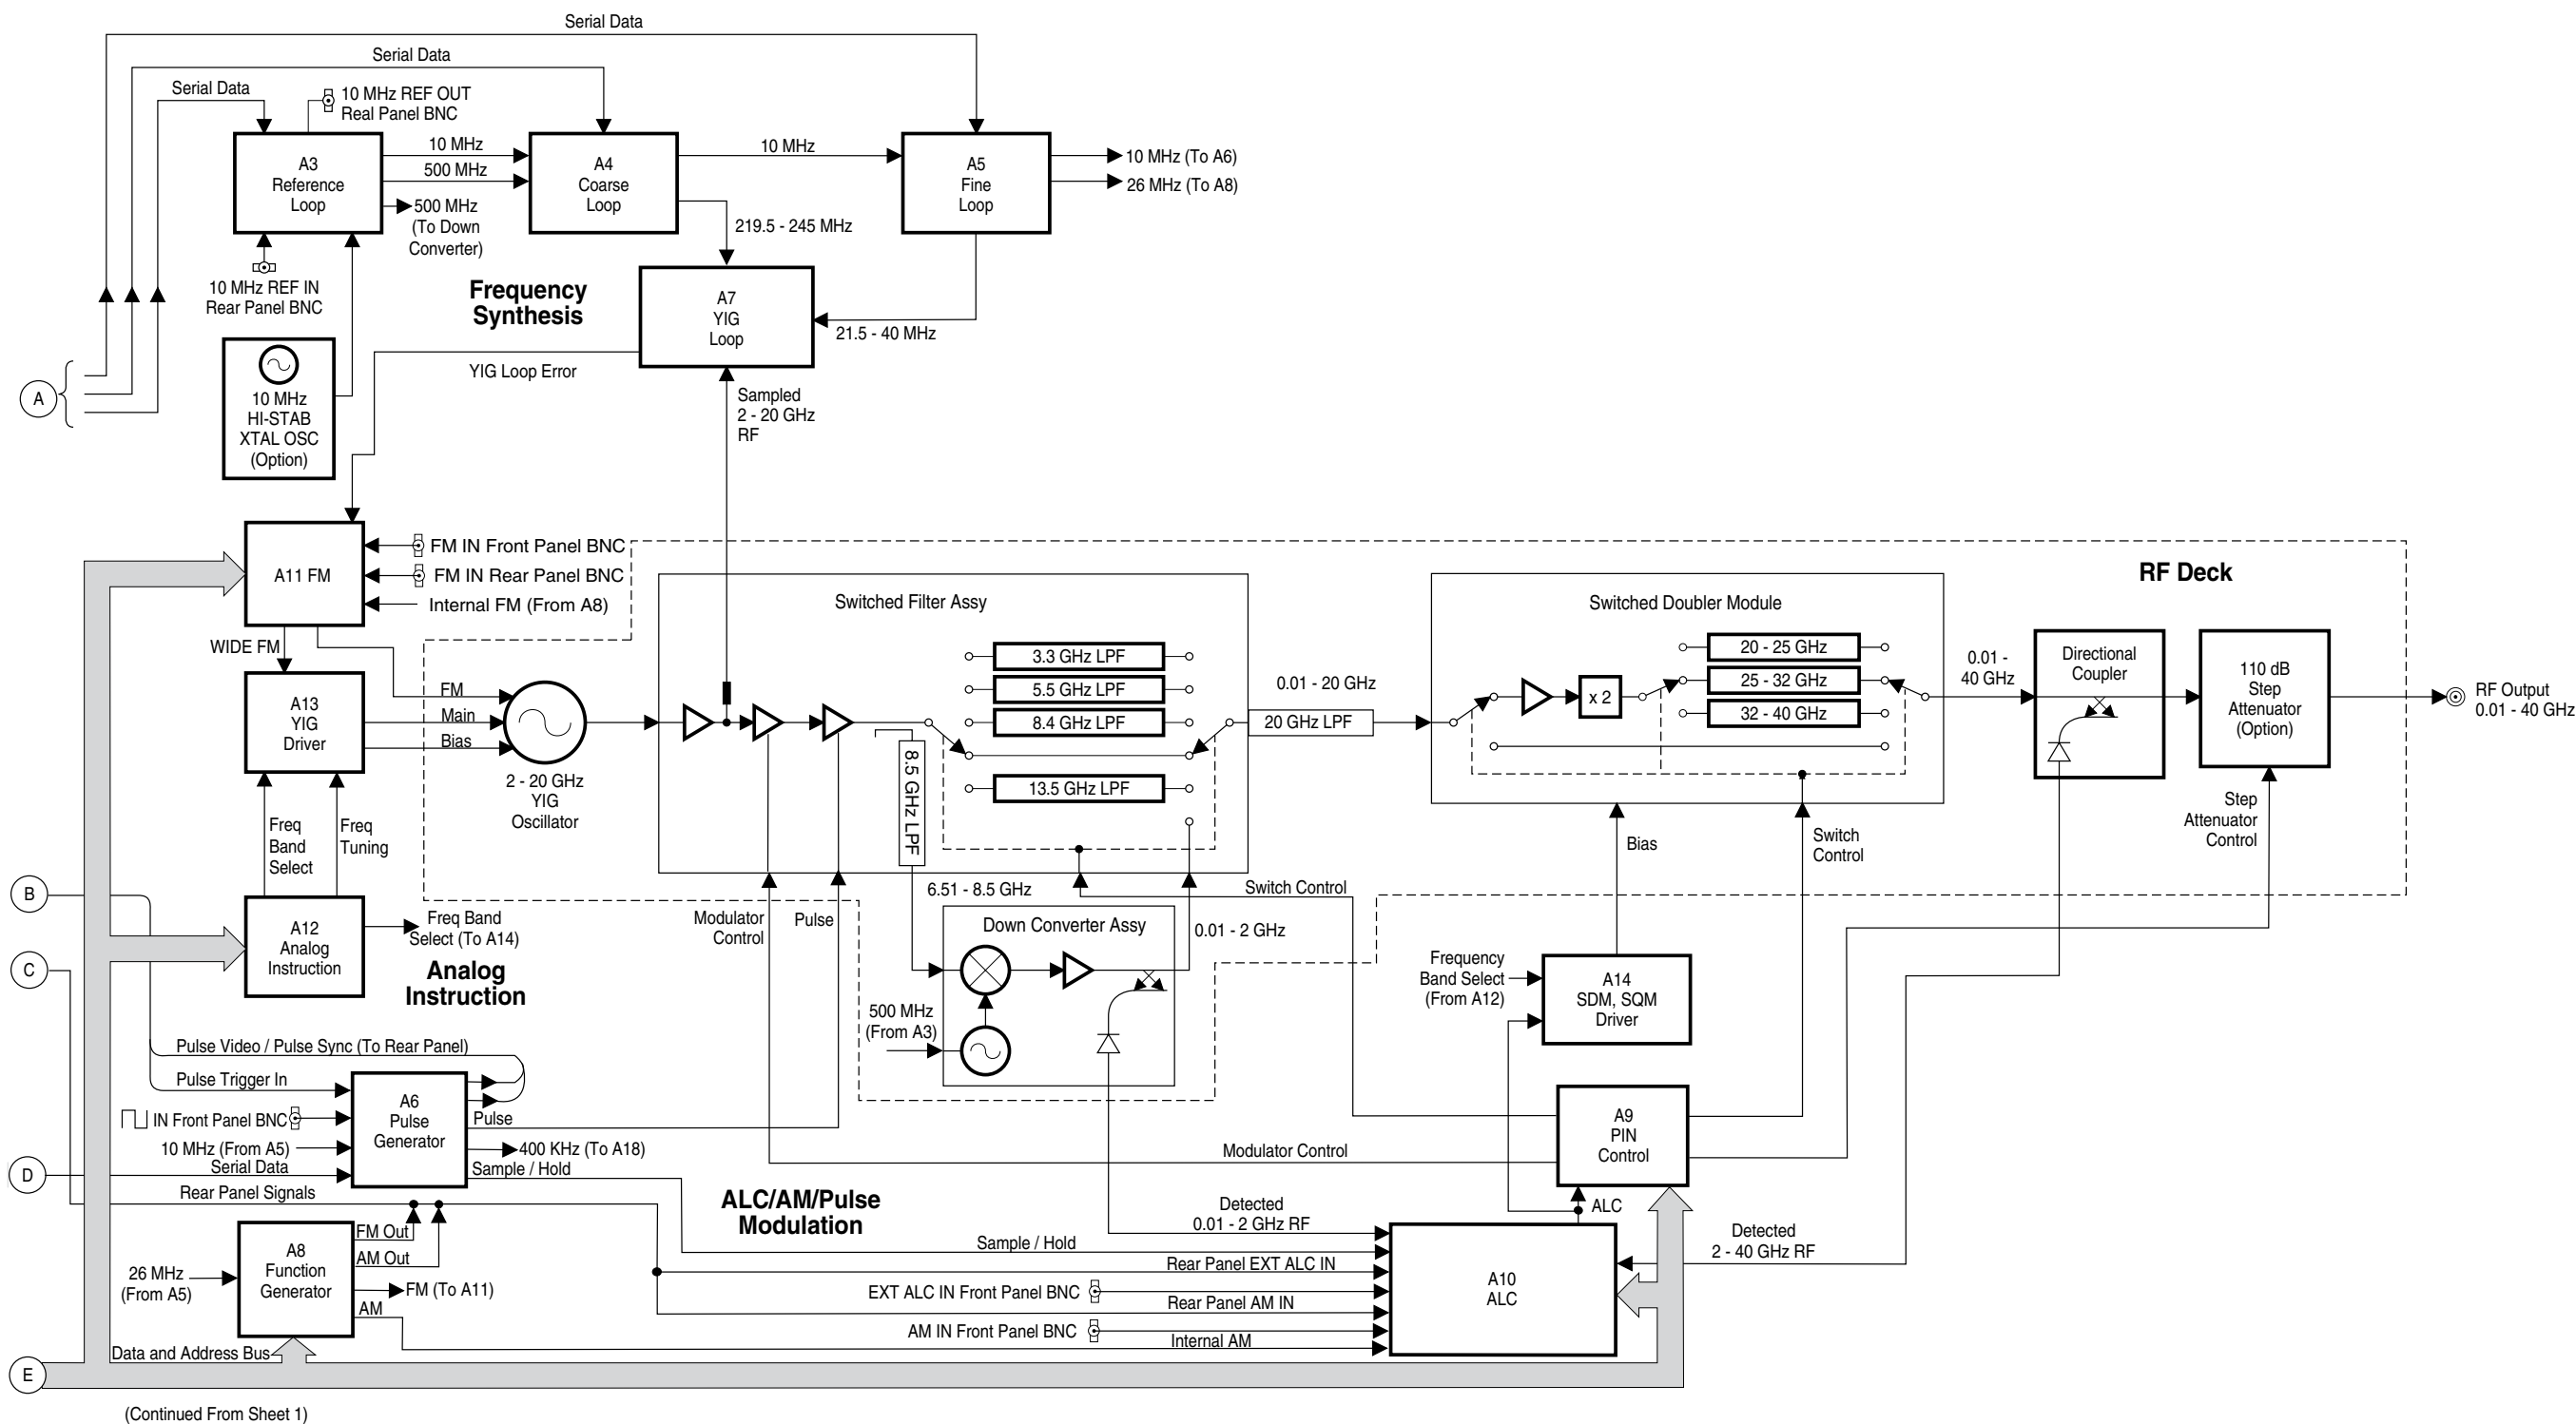 Serial Data
Serial Data
Serial Data
10 MHz REF OUT
Real Panel BNC
A3
Reference
Loop
10 MHz
500 MHz
500 MHz
(To Down
Converter)
A4
Coarse
Loop
10 MHz
A5
Fine
Loop
10 MHz (To A6)
26 MHz (To A8)
219.5 - 245 MHz
10 MHz REF IN
Rear Panel BNC
Frequency
Synthesis
A7
YIG
Loop
21.5 - 40 MHz
YIG Loop Error
A
10 MHz
HI-STAB
XTAL OSC
(Option)
Sampled
2 - 20 GHz
RF
A11 FM
FM IN Front Panel BNC
FM IN Rear Panel BNC
Internal FM (From A8)
WIDE FM
A13
YIG
Driver
FM
Main
Bias
2 - 20 GHz
YIG
Oscillator
Freq
Band
Select
Freq
Tuning
RF Deck
Switched Filter Assy
3.3 GHz LPF
5.5 GHz LPF
8.4 GHz LPF
13.5 GHz LPF
8.5 GHz LPF
0.01 - 20 GHz
20 GHz LPF
Switched Doubler Module
x 2
20 - 25 GHz
25 - 32 GHz
32 - 40 GHz
0.01 -
40 GHz
Directional
Coupler
110 dB
Step
Attenuator
(Option)
RF Output
0.01 - 40 GHz
Step
Attenuator
Control
Bias
Switch
Control
B
C
A12
Analog
Instruction
Freq Band
Select (To A14)
Analog
Instruction
Modulator
Control
Pulse
6.51 - 8.5 GHz
Switch Control
Down Converter Assy
0.01 - 2 GHz
500 MHz
(From A3)
Frequency
Band Select
(From A12)
A14
SDM, SQM
Driver
Pulse Video / Pulse Sync (To Rear Panel)
Pulse Trigger In
IN Front Panel BNC
10 MHz (From A5)
D
Serial Data
A6
Pulse
Generator
Pulse
400 KHz (To A18)
Sample / Hold
Rear Panel Signals
Modulator Control
A9
PIN
Control
ALC/AM/Pulse
Modulation
ALC
26 MHz
(From A5)
A8
Function
Generator
FM Out
AM Out
FM (To A11)
AM
Detected
0.01 - 2 GHz RF
Sample / Hold
Rear Panel EXT ALC IN
EXT ALC IN Front Panel BNC
Rear Panel AM IN
AM IN Front Panel BNC
Internal AM
A10
ALC
Detected
2 - 40 GHz RF
Data and Address Bus
E
(Continued From Sheet 1)